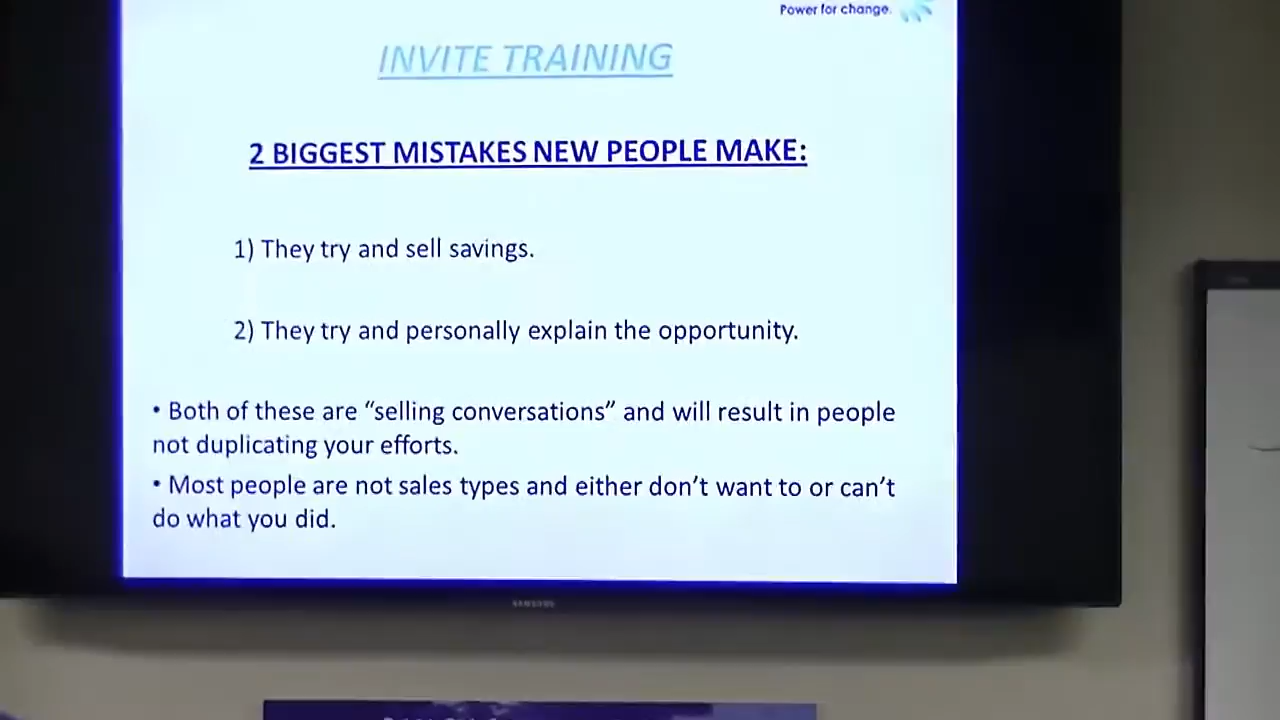 Power for change.
INVITE TRAINING
2 BIGGEST MISTAKES NEW PEOPLE MAKE:
1) They try and sell savings.
2) They try and personally explain the opportunity.
• Both of these are “selling conversations” and will result in people
not duplicating your efforts.
• Most people are not sales types and either don’t want to or can’t
do what you did.
SAMSUNG